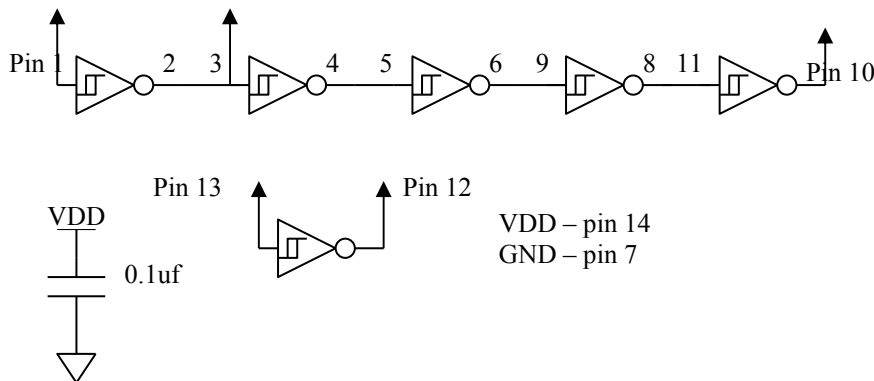 Pin 1 2 3 4 5 6 9 8 11 Pin 10
Pin 13 Pin 12
VDD
VDD – pin 14
GND – pin 7
0.1uf